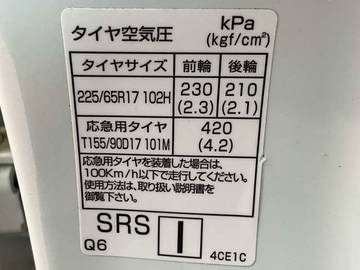 タイヤ空気圧 kPa
(kgf/cm²)
タイヤサイズ 前輪 後輪
225/65R17 102H 230 210
(2.3) (2.1)
応急用タイヤ 420
T155/90D17 101M (4.2)
応急用タイヤを装着した場合は、
100Km/h以下で走行してください。
使用方法は、取り扱い説明書を
御覧下さい。
SRS I
Q6 4CE1C